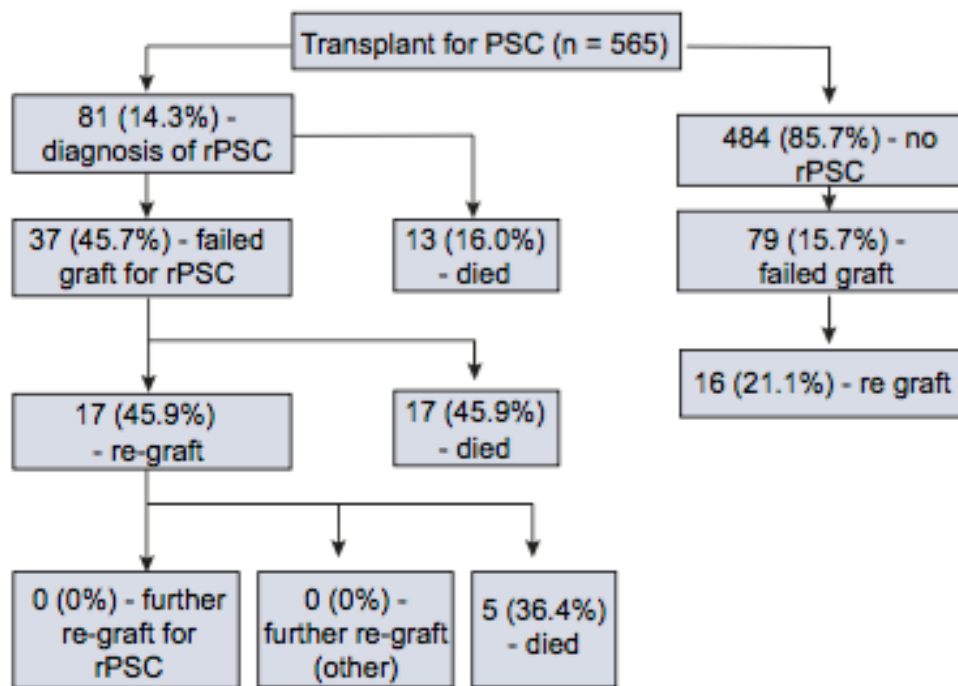 Transplant for PSC (n = 565)
81 (14.3%) -
diagnosis of rPSC
484 (85.7%) - no
rPSC
37 (45.7%) - failed
graft for rPSC
13 (16.0%)
- died
79 (15.7%) -
failed graft
16 (21.1%) - re graft
17 (45.9%)
- re-graft
17 (45.9%)
- died
0 (0%) - further
re-graft for
rPSC
0 (0%) -
further re-graft
(other)
5 (36.4%)
- died